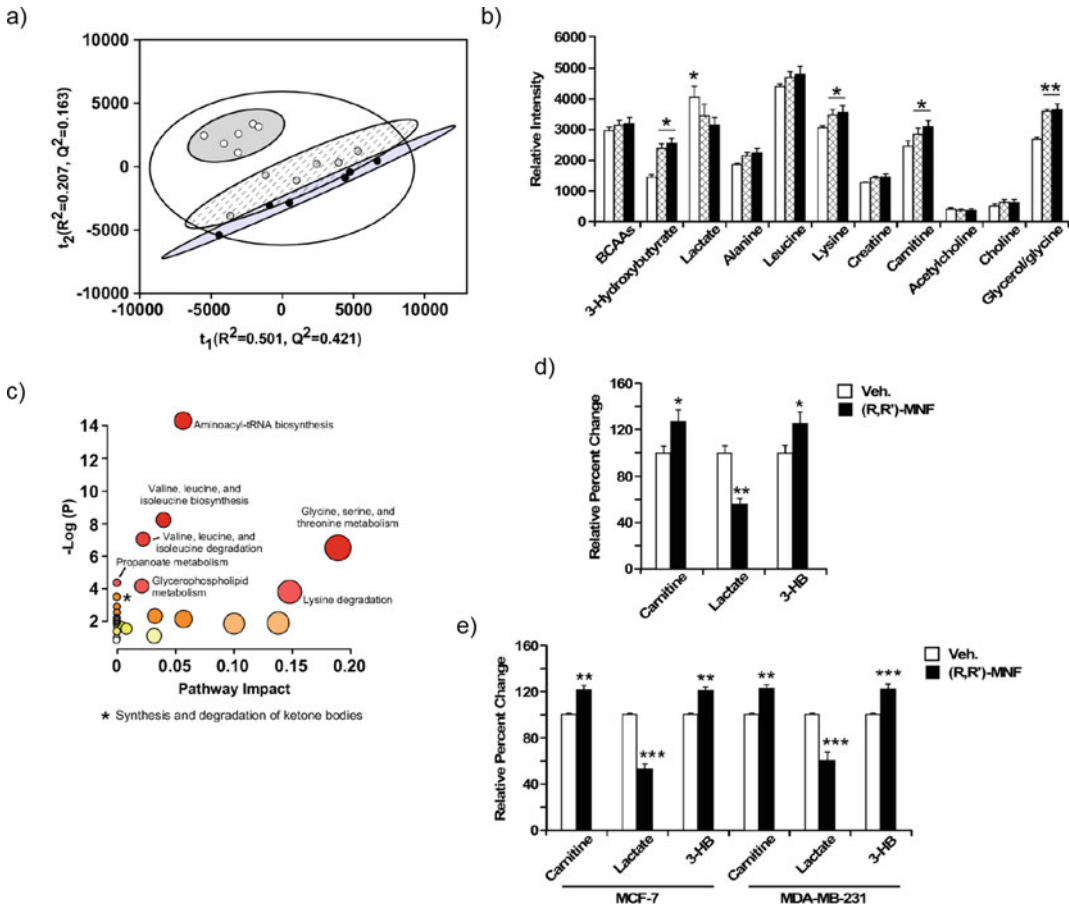 a)
10000
5000
0
-5000
-10000
t2(R2=0.207, Q2=0.163)
-10000 -5000 0 5000 10000
t1(R2=0.501, Q2=0.421)
b)
Relative Intensity
6000
5000
4000
3000
2000
1000
0
* * * * **
BCAAs
3-Hydroxybutyrate
Lactate
Alanine
Leucine
Lysine
Creatine
Carnitine
Acetylcholine
Choline
Glycerol/glycine
c)
-Log (P)
14
12
10
8
6
4
2
Aminoacyl-tRNA biosynthesis
Valine, leucine, and
isoleucine biosynthesis
Glycine, serine, and
threonine metabolism
Valine, leucine, and
isoleucine degradation
Propanoate metabolism
Glycerophospholipid
metabolism
*
Lysine degradation
0 0.05 0.10 0.15 0.20
Pathway Impact
* Synthesis and degradation of ketone bodies
d)
Relative Percent Change
160
120
80
40
0
* ** *
Veh.
(R,R')-MNF
Carnitine
Lactate
3-HB
e)
Relative Percent Change
160
120
80
40
0
** *** ** ** *** ***
Veh.
(R,R')-MNF
Carnitine
Lactate
3-HB
Carnitine
Lactate
3-HB
MCF-7
MDA-MB-231